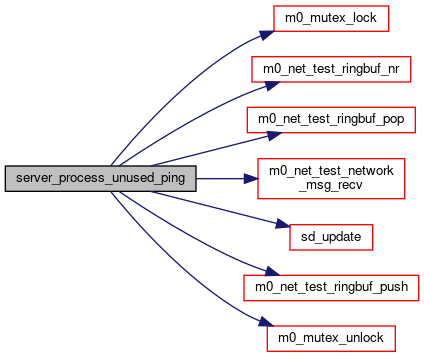 m0_mutex_lock
m0_net_test_ringbuf_nr
m0_net_test_ringbuf_pop
server_process_unused_ping
m0_net_test_network
_msg_recv
sd_update
m0_net_test_ringbuf_push
m0_mutex_unlock